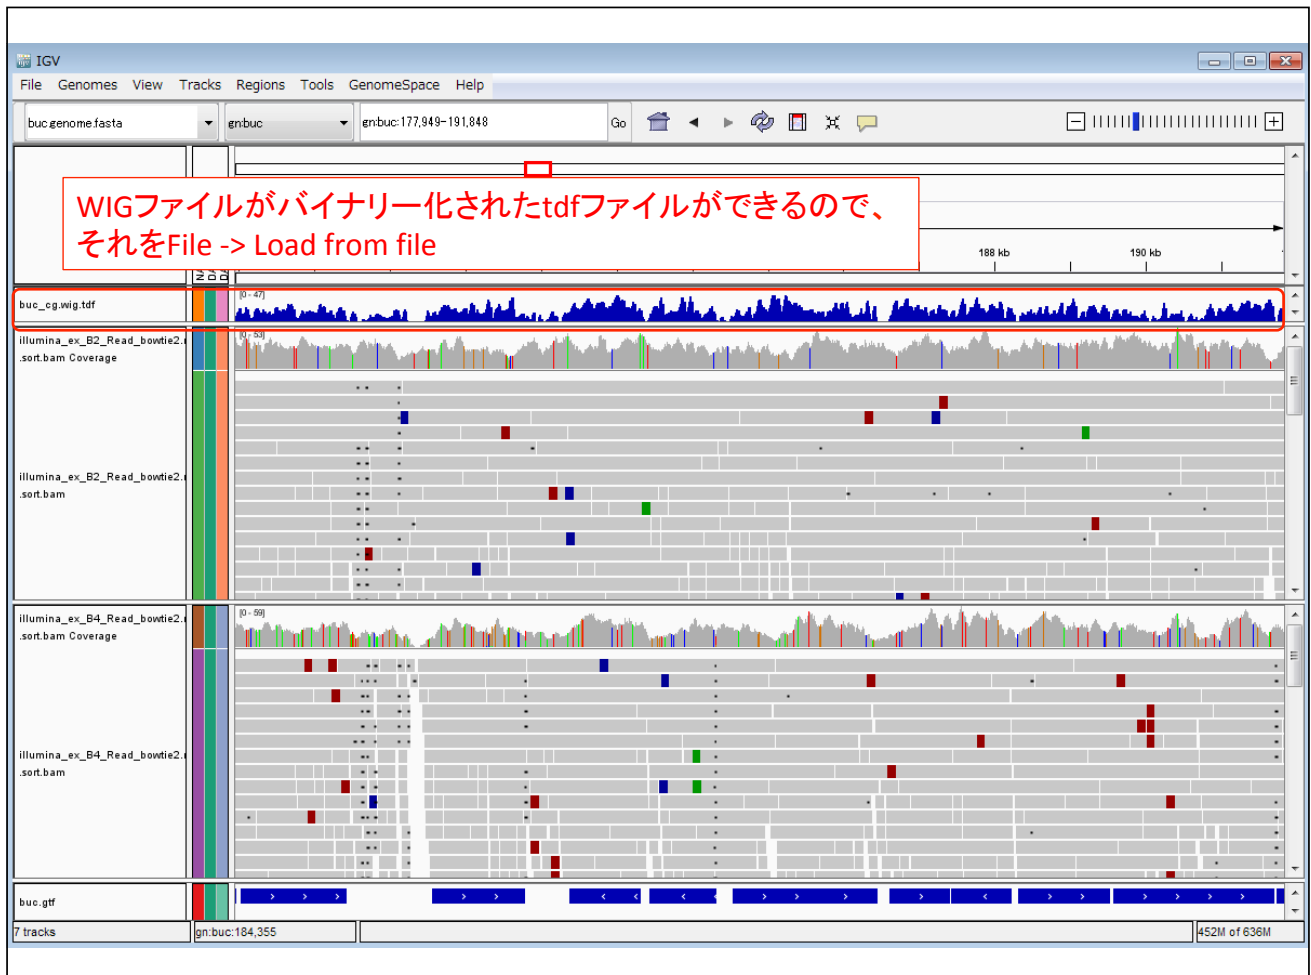 IGV
File Genomes View Tracks Regions Tools GenomeSpace Help
buc.genome.fasta gn:buc gn:buc:177,949-191,848 Go
WIGファイルがバイナリー化されたtdfファイルができるので、
それをFile -> Load from file
188 kb 190 kb
buc_cg.wig.tdf
[0 - 47]
illumina_ex_B2_Read_bowtie2.
.sort.bam Coverage
[0 - 53]
illumina_ex_B2_Read_bowtie2.
.sort.bam
illumina_ex_B4_Read_bowtie2.
.sort.bam Coverage
[0 - 59]
illumina_ex_B4_Read_bowtie2.
.sort.bam
buc.gtf
7 tracks gn:buc:184,355 452M of 636M